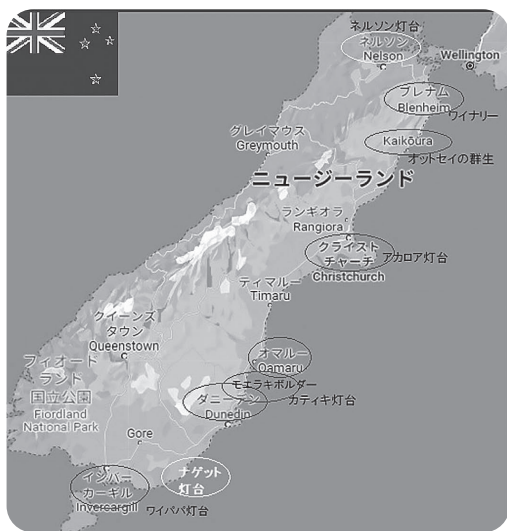 ネルソン灯台
ネルソン
Nelson
Wellington
ブレナム
Blenheim
ワイナリー
グレイマウス
Greymouth
Kaikōura
オットセイの群生
ニュージーランド
ランギオラ
Rangiora
クライスト
チャーチ
Christchurch
アカロア灯台
ティマルー
Timaru
クイーンズ
タウン
Queenstown
オマルー
Oamaru
フィオード
ランド
国立公園
Fiordland
National Park
モエラキボルダー
カティキ灯台
ダニーデン
Dunedin
Gore
ナゲット
灯台
インバー
カーギル
Invercargill
ワイパパ灯台